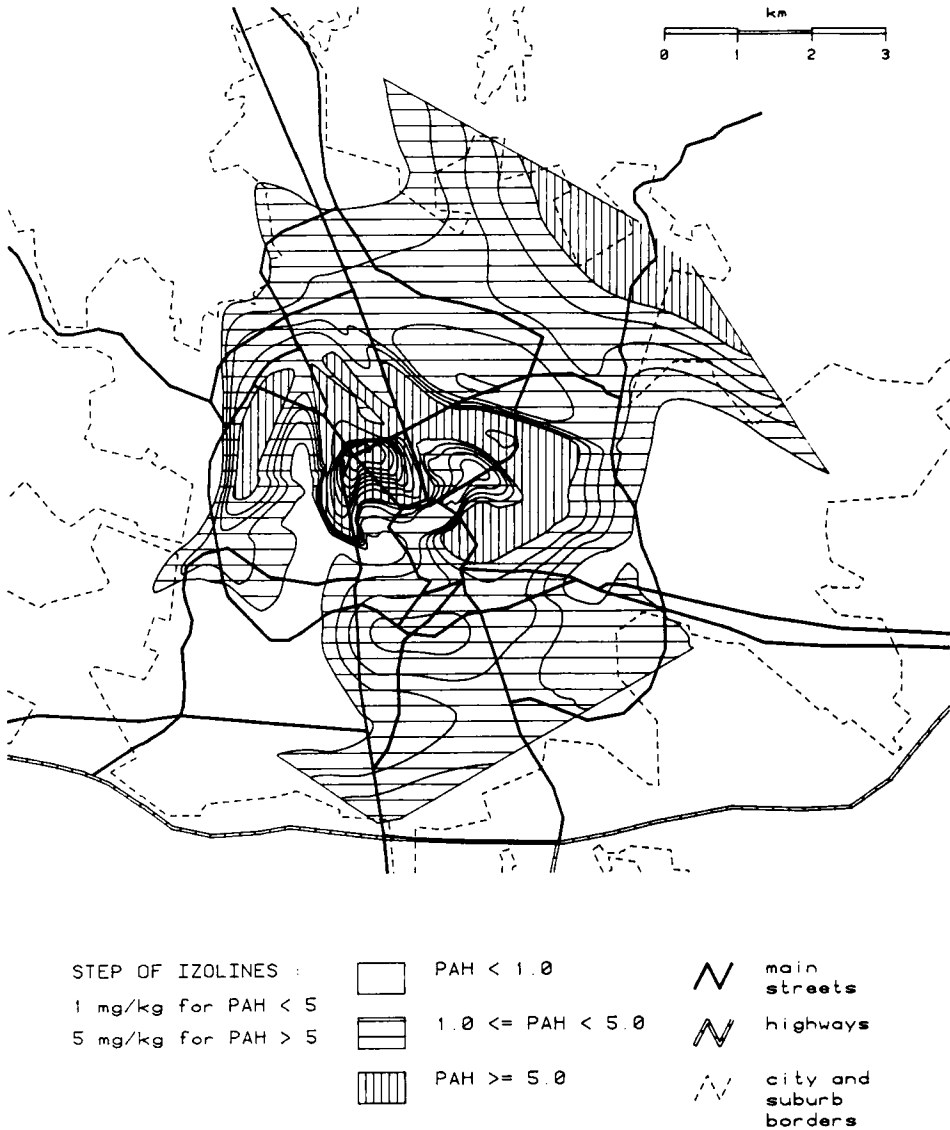 km
0 1 2 3
STEP OF IZOLINES :
1 mg/kg for PAH < 5
5 mg/kg for PAH > 5
PAH < 1.0
1.0 <= PAH < 5.0
PAH >= 5.0
main
streets
highways
city and
suburb
borders